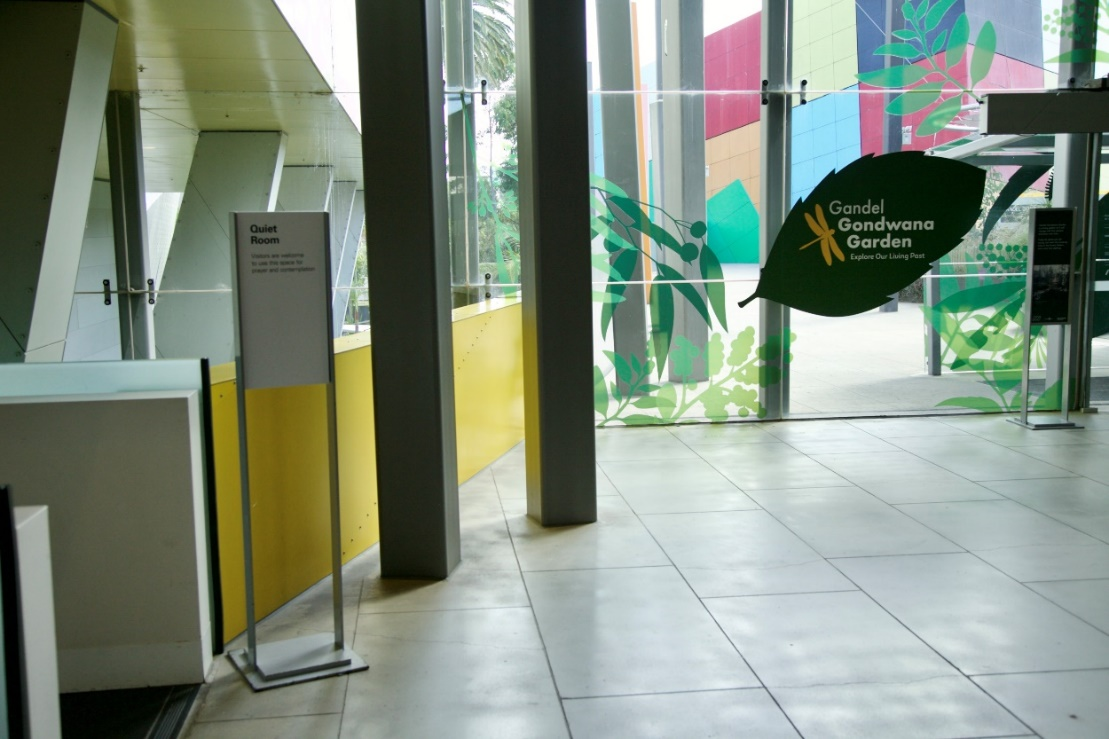 Quiet
Room
Visitors are welcome
to use this space for
prayer and contemplation
Gandel
Gondwana
Garden
Explore Our Living Past